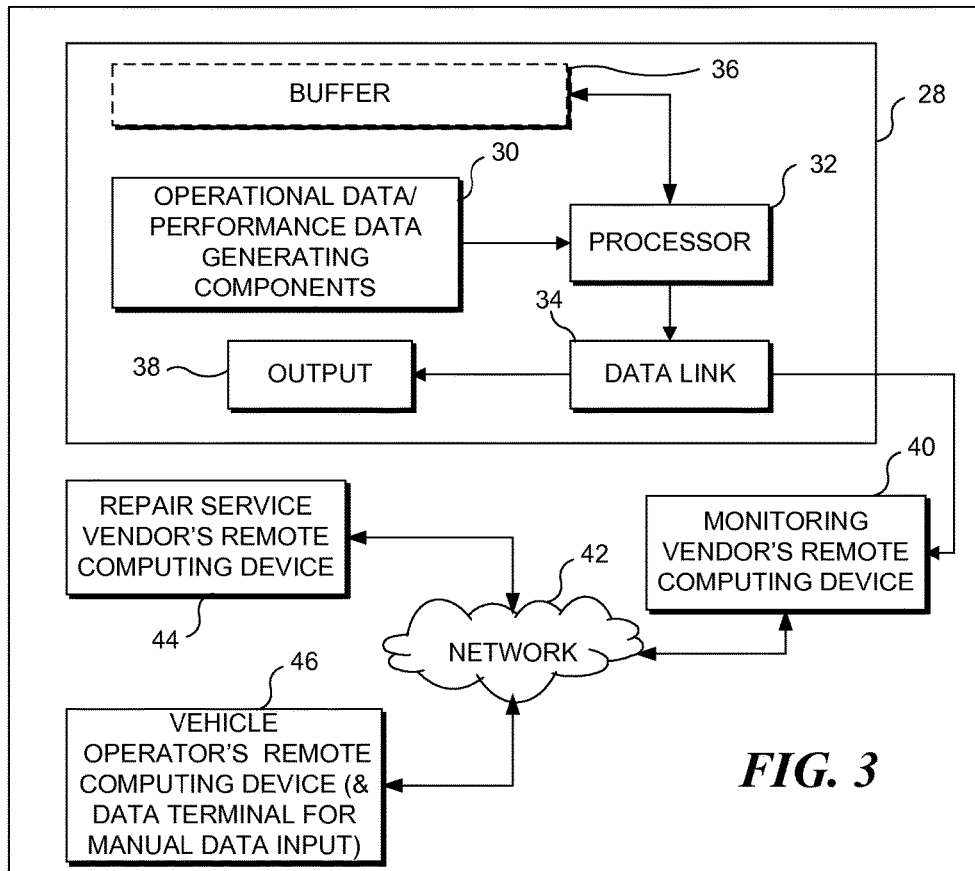 36
BUFFER
28
30
32
OPERATIONAL DATA/
PERFORMANCE DATA
GENERATING
COMPONENTS
PROCESSOR
34
38
OUTPUT
DATA LINK
40
REPAIR SERVICE
VENDOR'S REMOTE
COMPUTING DEVICE
MONITORING
VENDOR'S REMOTE
COMPUTING DEVICE
42
44
NETWORK
46
VEHICLE
OPERATOR'S REMOTE
COMPUTING DEVICE (&
DATA TERMINAL FOR
MANUAL DATA INPUT)
FIG. 3